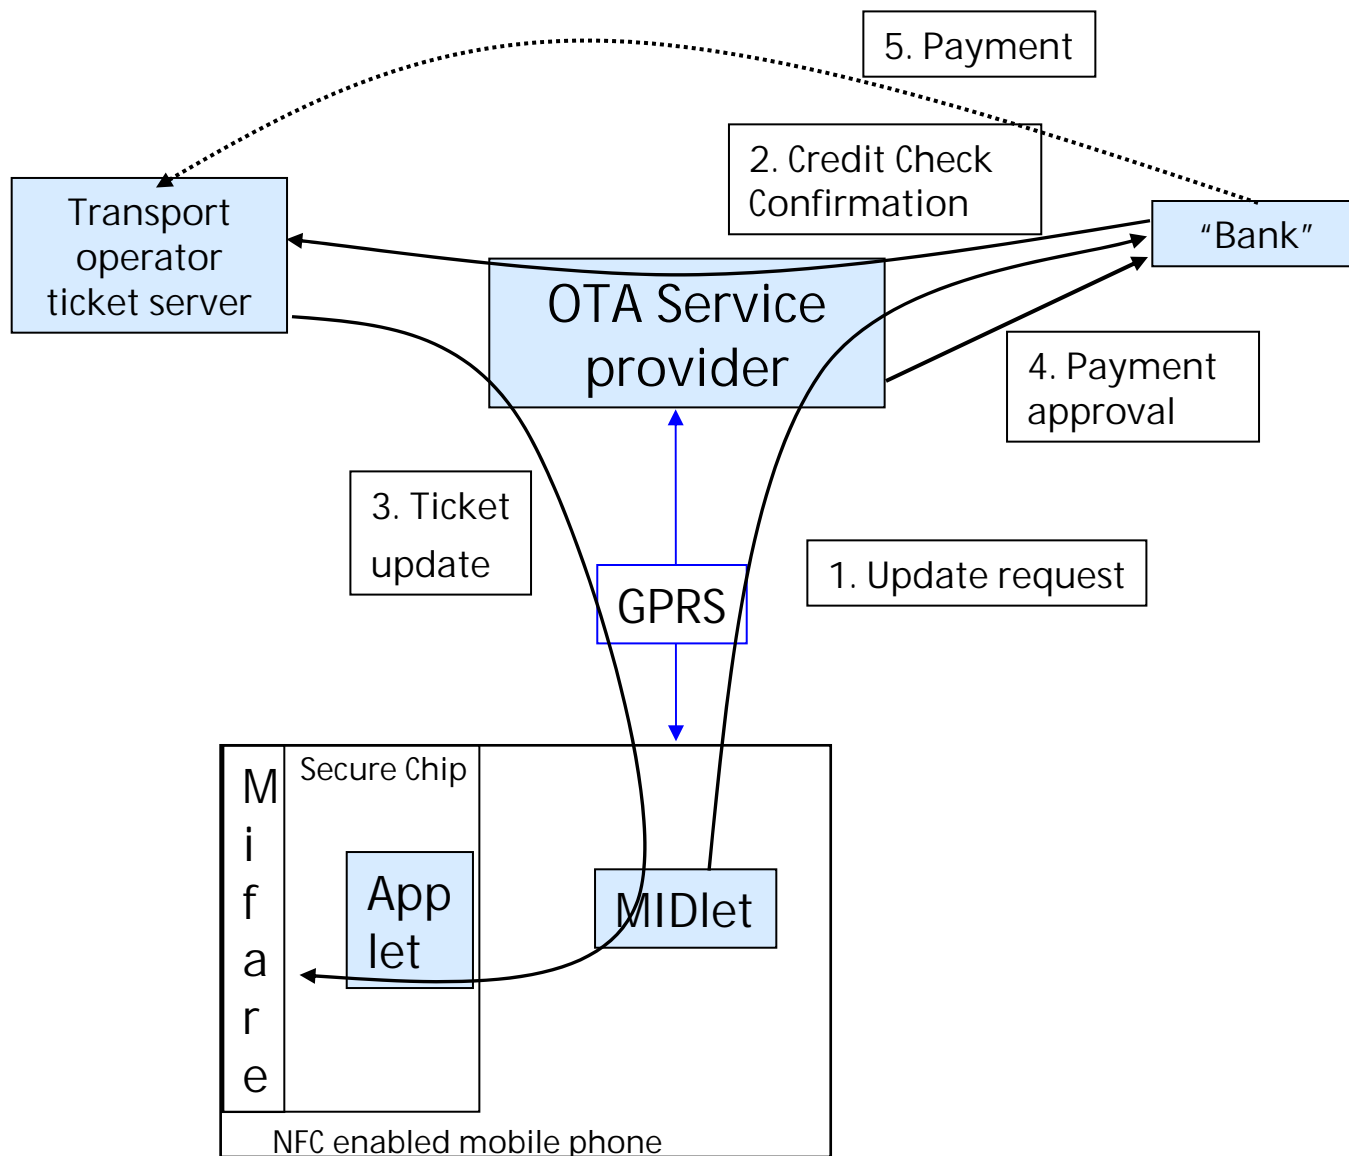 5. Payment
2. Credit Check
Confirmation
Transport
operator
ticket server
“Bank”
OTA Service
provider
4. Payment
approval
3. Ticket
update
1. Update request
GPRS
M
i
f
a
r
e
Secure Chip
App
let
MIDlet
NFC enabled mobile phone